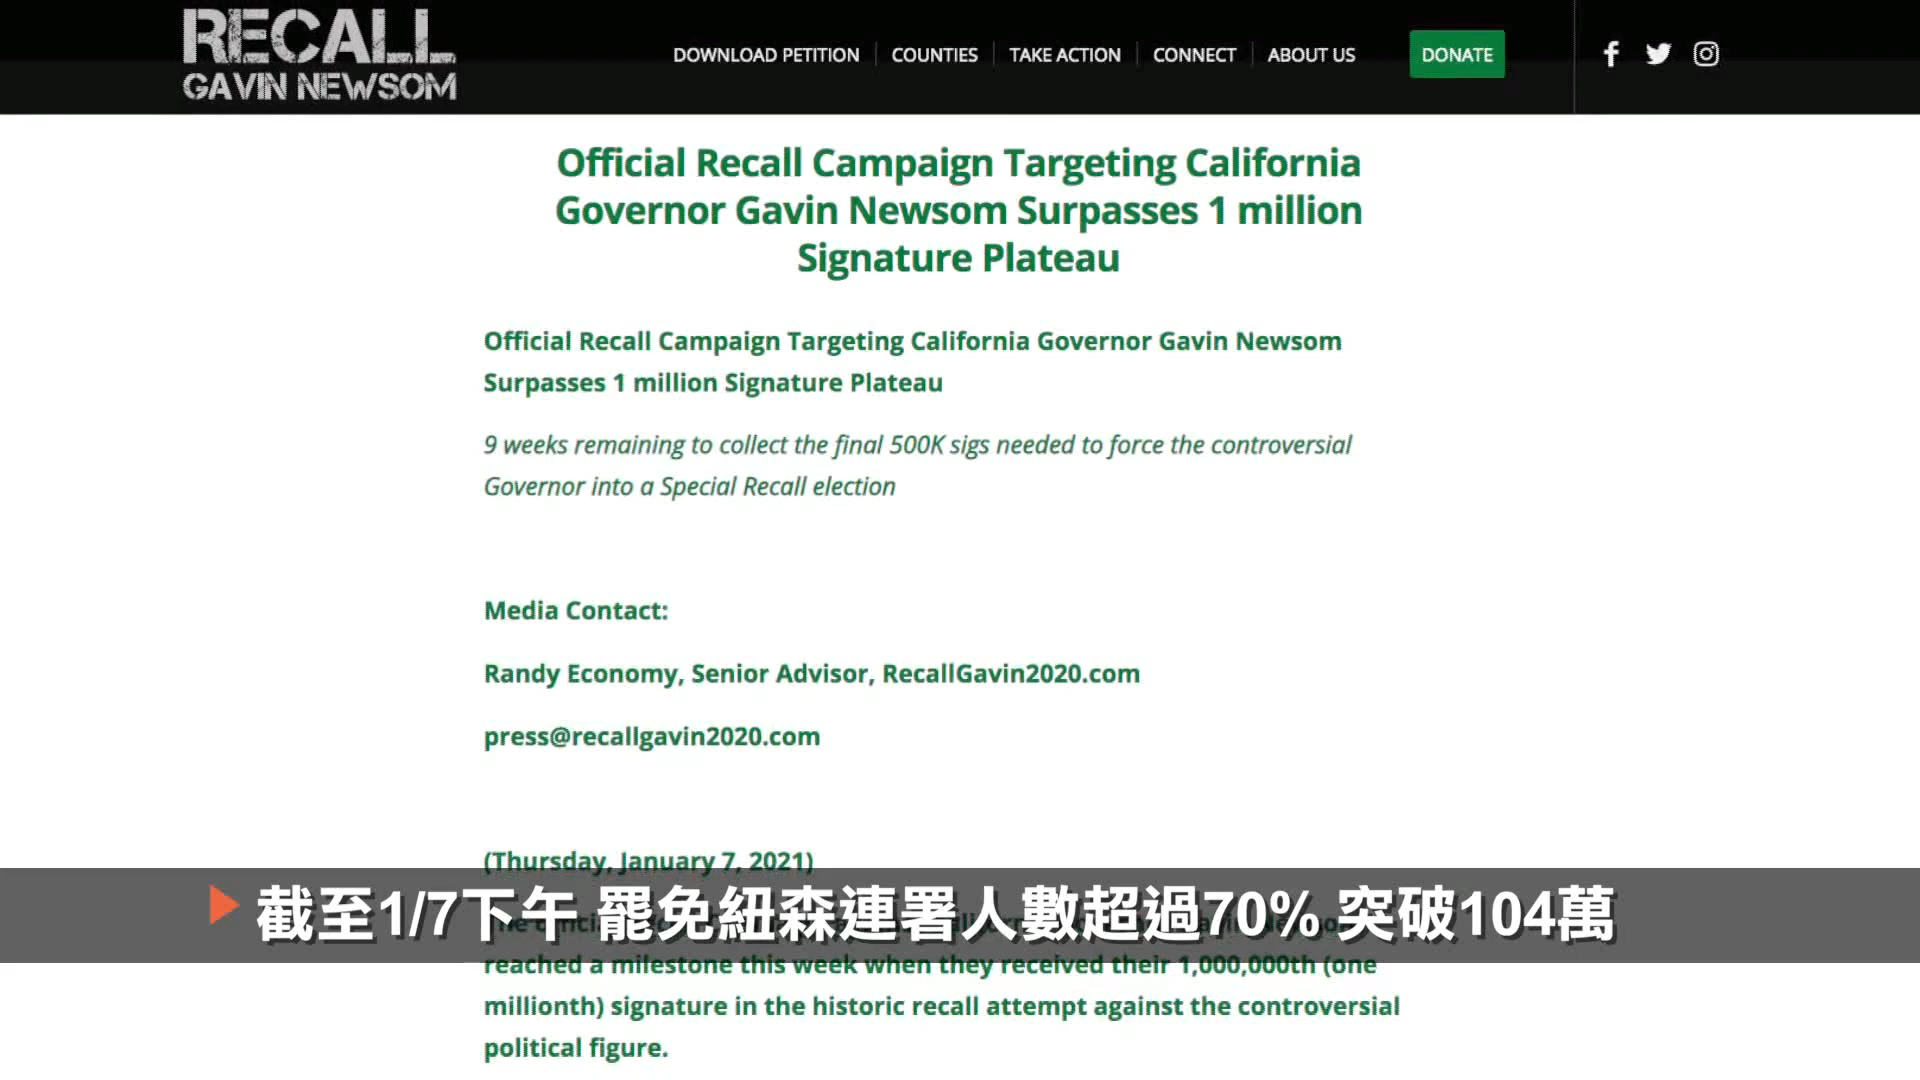 RECALL
GAVIN NEWSOM
DOWNLOAD PETITION
COUNTIES
TAKE ACTION
CONNECT
ABOUT US
DONATE
Official Recall Campaign Targeting California
Governor Gavin Newsom Surpasses 1 million
Signature Plateau
Official Recall Campaign Targeting California Governor Gavin Newsom
Surpasses 1 million Signature Plateau
9 weeks remaining to collect the final 500K sigs needed to force the controversial
Governor into a Special Recall election
Media Contact:
Randy Economy, Senior Advisor, RecallGavin2020.com
press@recallgavin2020.com
(Thursday, January 7, 2021)
截至1/7下午 罷免紐森連署人數超過70% 突破104萬
reached a milestone this week when they received their 1,000,000th (one
millionth) signature in the historic recall attempt against the controversial
political figure.